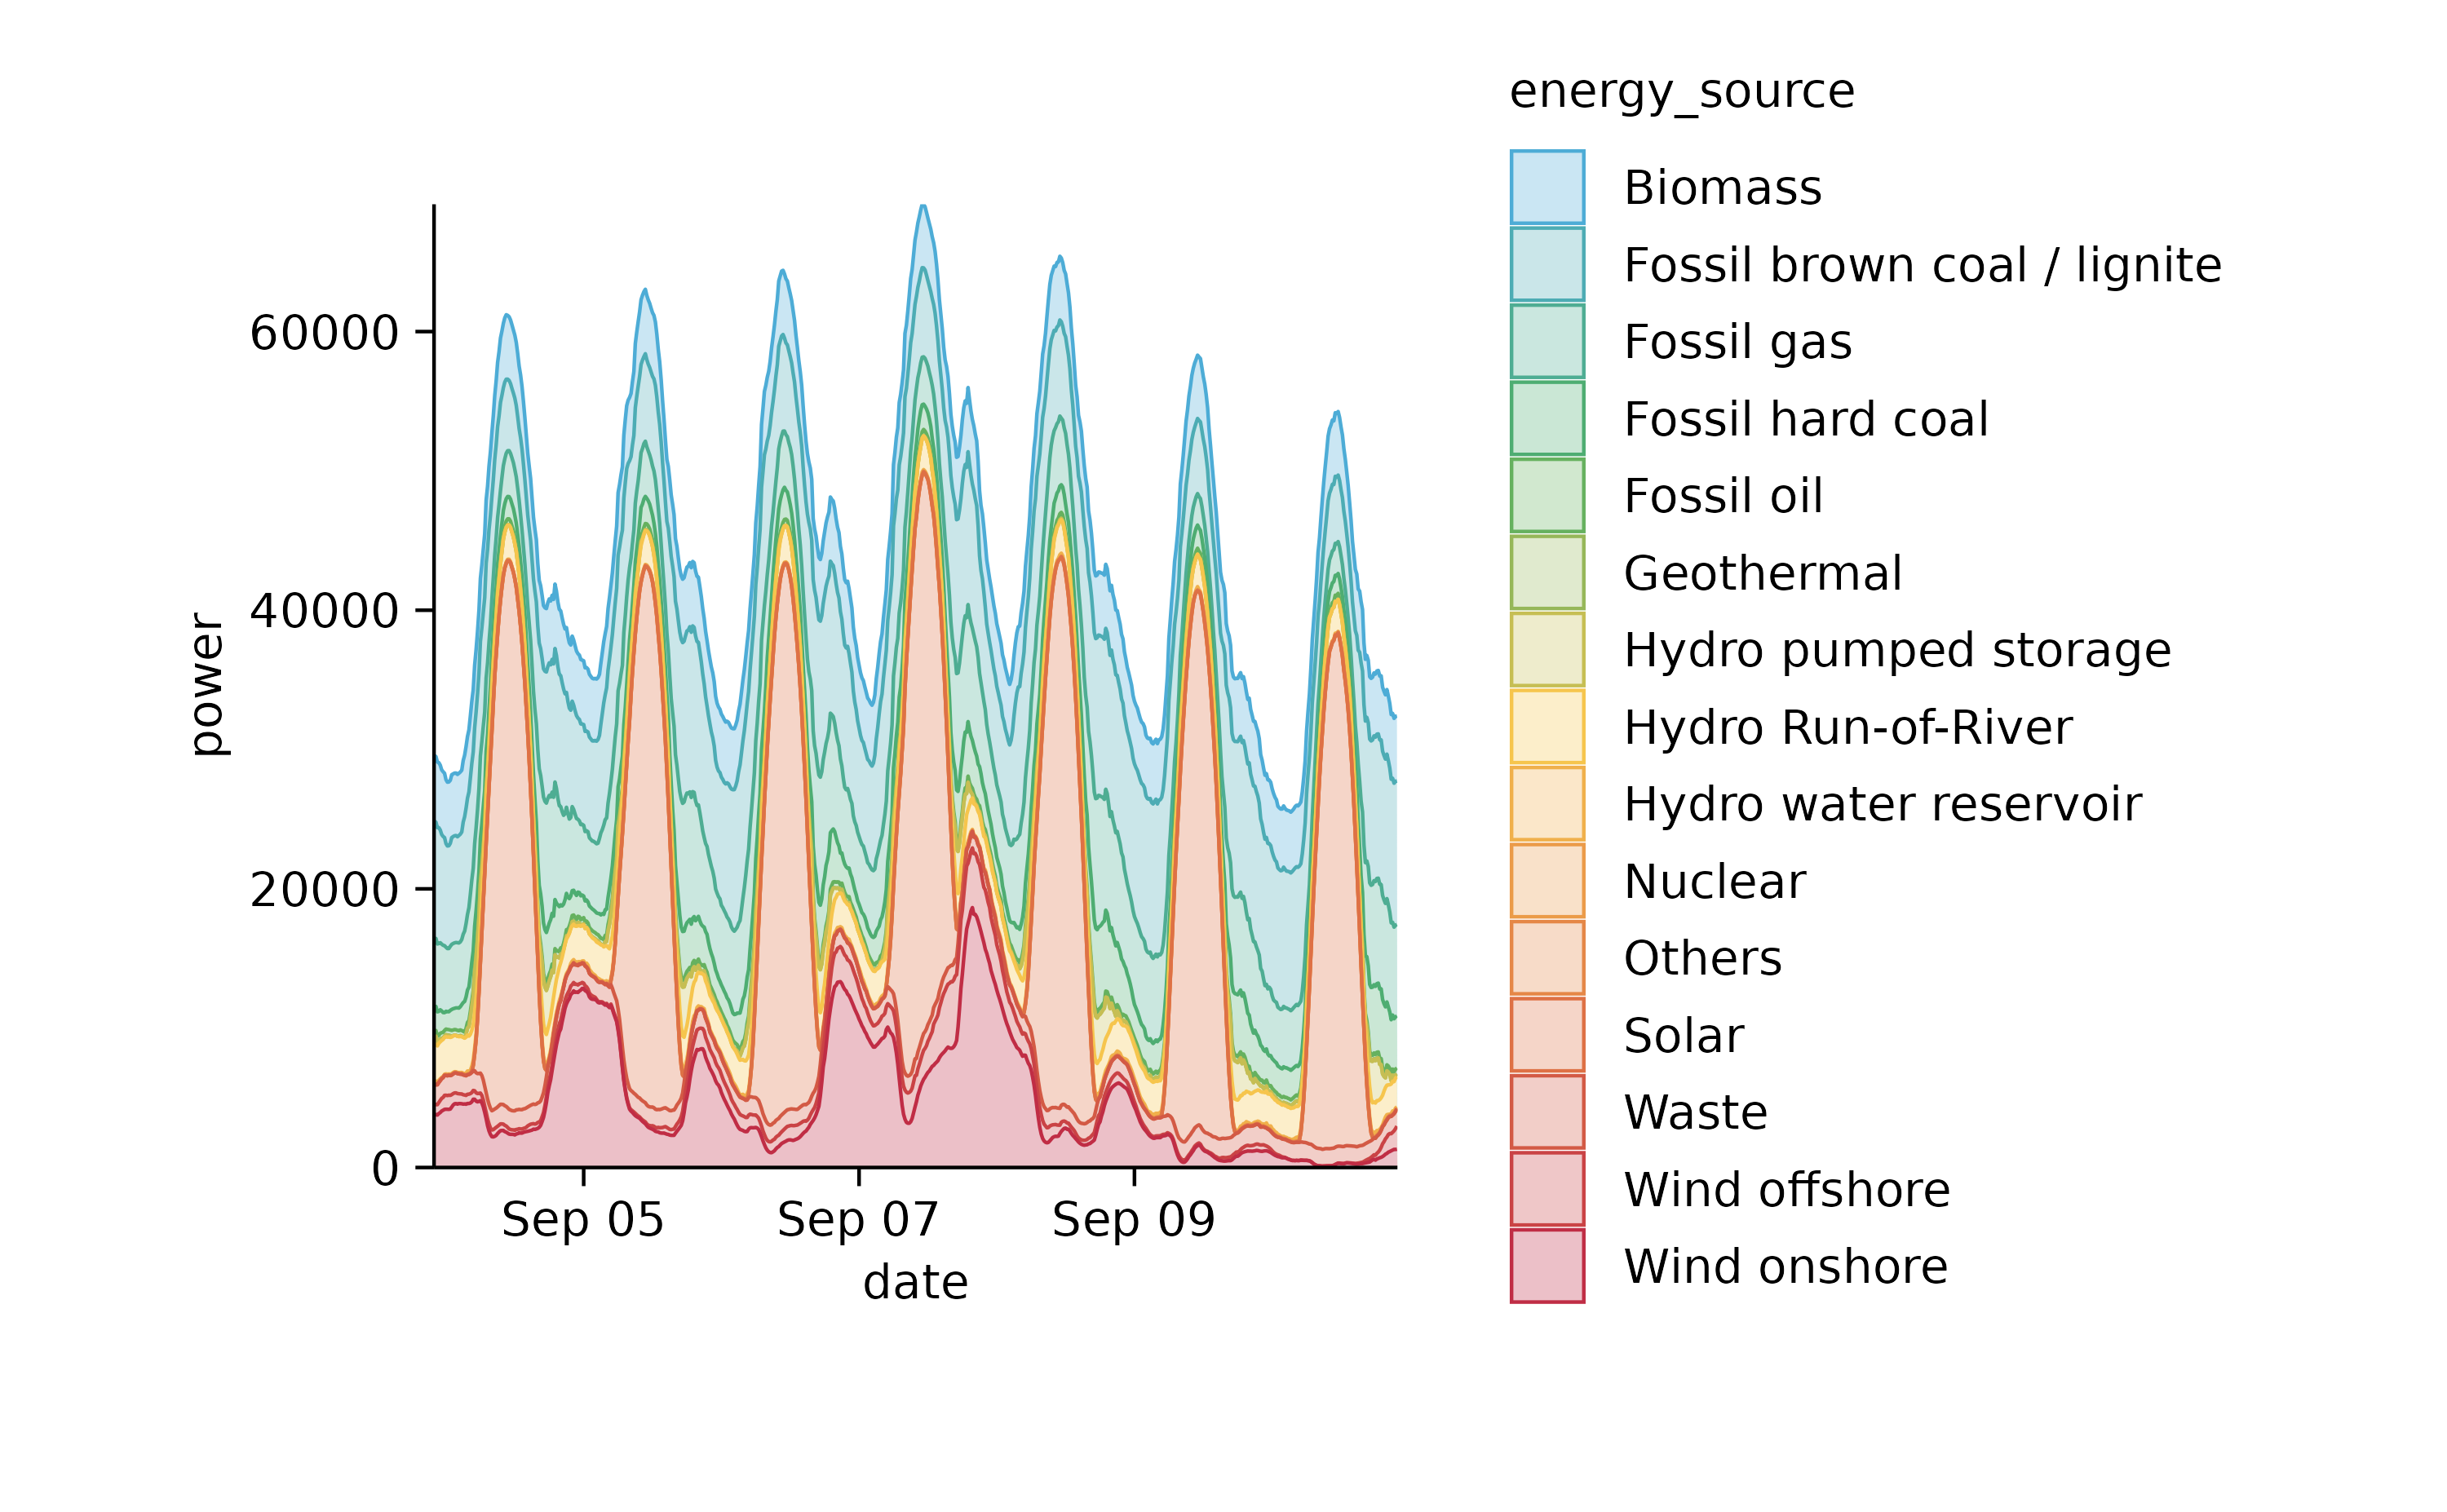 energy_source
Biomass
Fossil brown coal / lignite
Fossil gas
Fossil hard coal
Fossil oil
Geothermal
Hydro pumped storage
Hydro Run-of-River
Hydro water reservoir
Nuclear
Others
Solar
Waste
Wind offshore
Wind onshore
power
60000
40000
20000
0
Sep 05 Sep 07 Sep 09
date